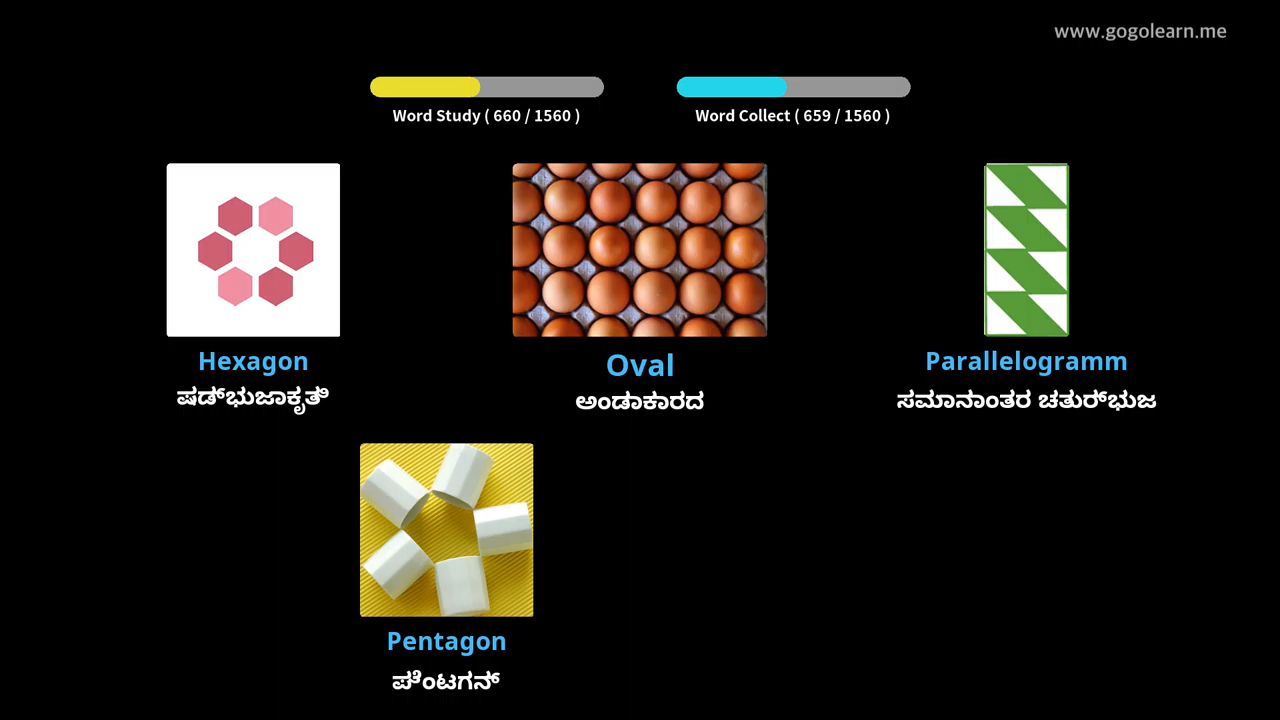 www.gogolearn.me
Word Study ( 660 / 1560 )
Word Collect ( 659 / 1560 )
Hexagon
ಷಡ್‌ಭುಜಾಕೃತಿ
Oval
ಅಂಡಾಕಾರದ
Parallelogramm
ಸಮಾನಾಂತರ ಚತುರ್‌ಭುಜ
Pentagon
ಪೆಂಟಗನ್